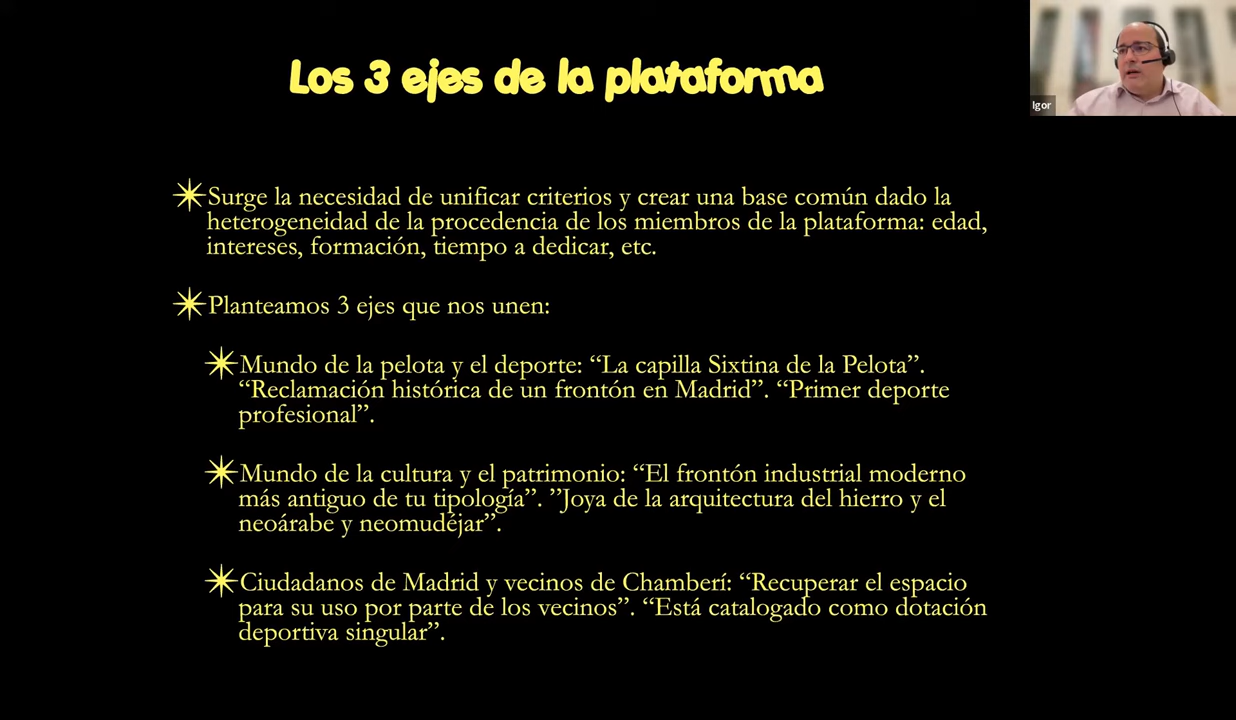 Los 3 ejes de la plataforma
Igor
Surge la necesidad de unificar criterios y crear una base común dado la
heterogeneidad de la procedencia de los miembros de la plataforma: edad,
intereses, formación, tiempo a dedicar, etc.
Planteamos 3 ejes que nos unen:
Mundo de la pelota y el deporte: “La capilla Sixtina de la Pelota”.
“Reclamación histórica de un frontón en Madrid”. “Primer deporte
profesional”.
Mundo de la cultura y el patrimonio: “El frontón industrial moderno
más antiguo de tu tipología”. ”Joya de la arquitectura del hierro y el
neoárabe y neomudéjar”.
Ciudadanos de Madrid y vecinos de Chamberí: “Recuperar el espacio
para su uso por parte de los vecinos”. “Está catalogado como dotación
deportiva singular”.